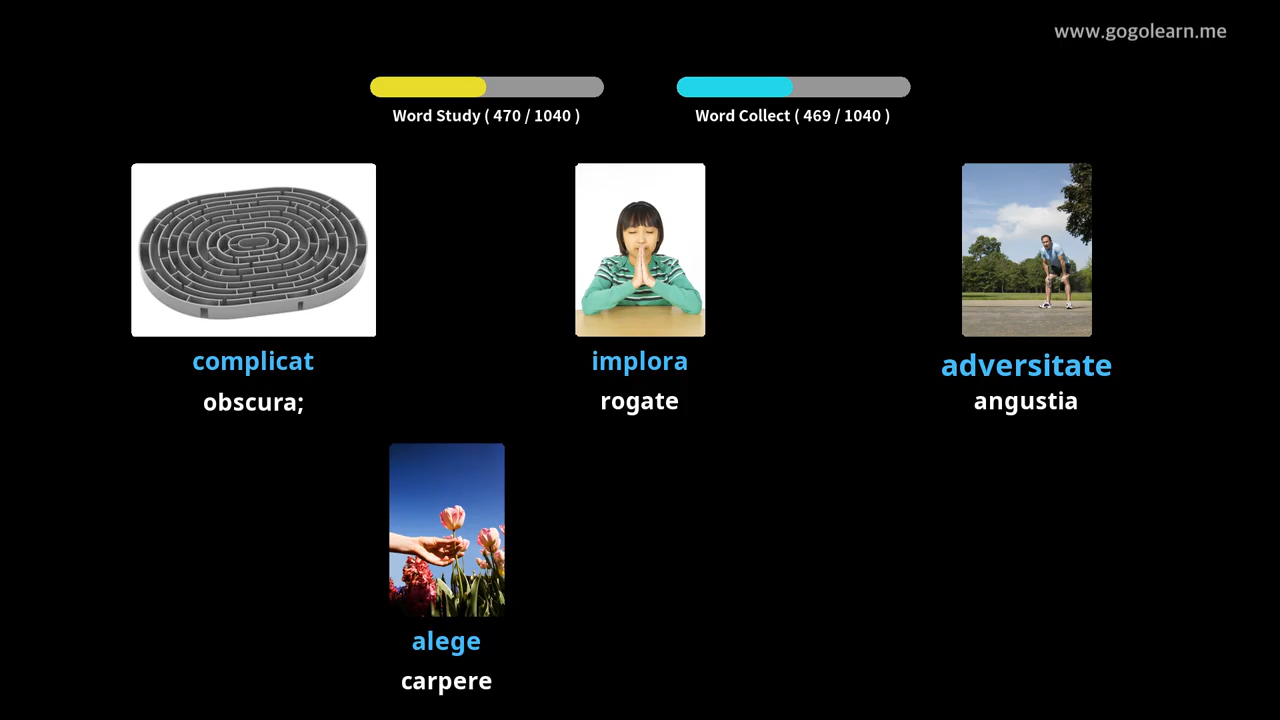 www.gogolearn.me
Word Study ( 470 / 1040 )
Word Collect ( 469 / 1040 )
complicat
obscura;
implora
rogate
adversitate
angustia
alege
carpere